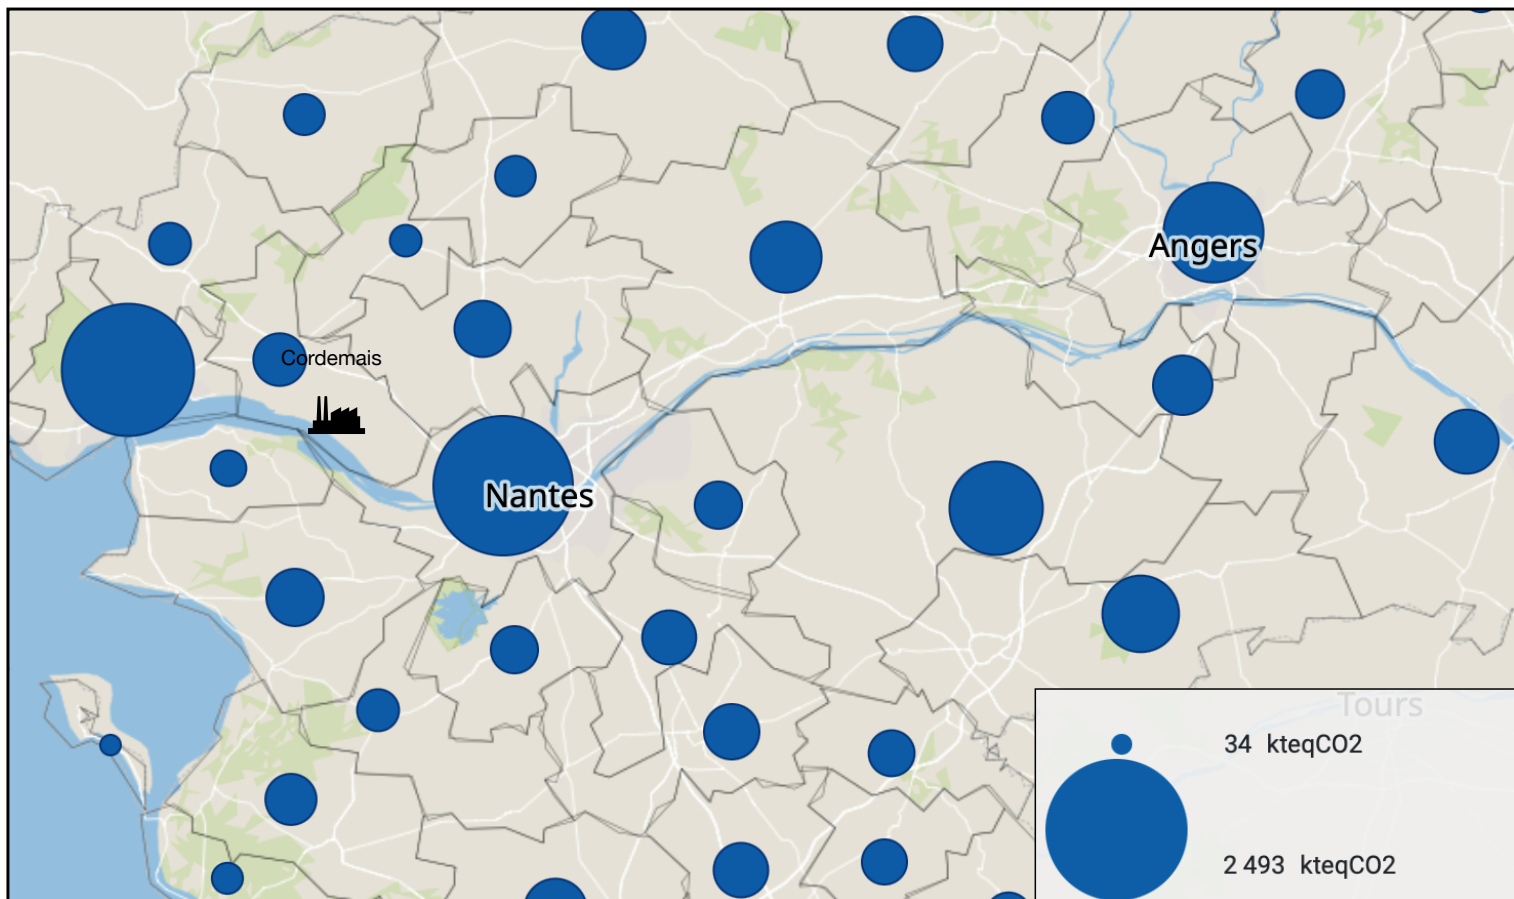 Angers
Cordemais
Nantes
Tours
34 kteqCO2
2 493 kteqCO2